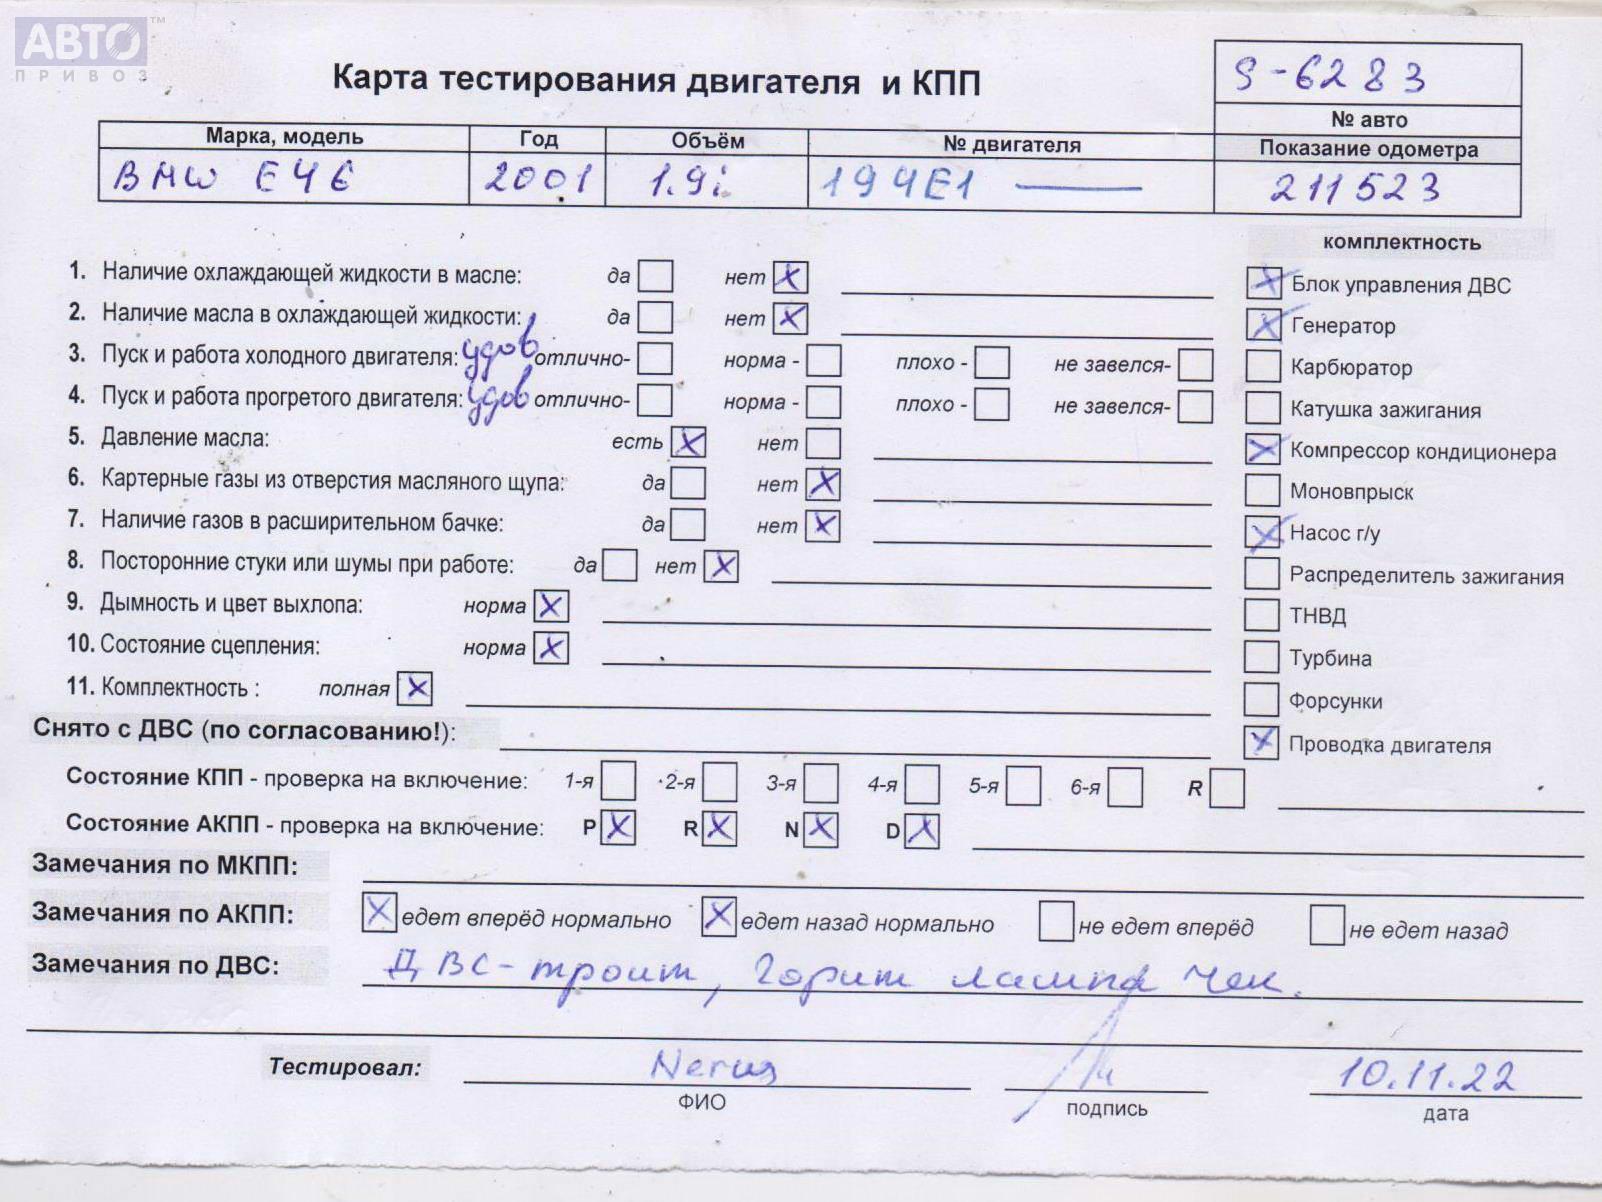 АВТО™
ПРИВОЗ
Карта тестирования двигателя и КПП
S-6283
№ авто
Марка, модель Год Объём № двигателя Показание одометра
BMW E46 2001 1.9i 194E1 — 211523
комплектность
1. Наличие охлаждающей жидкости в масле: да нет X
2. Наличие масла в охлаждающей жидкости: да нет X
3. Пуск и работа холодного двигателя: удов отлично- норма - плохо - не завелся-
4. Пуск и работа прогретого двигателя: удов отлично- норма - плохо - не завелся-
5. Давление масла: есть X нет
6. Картерные газы из отверстия масляного щупа: да нет X
7. Наличие газов в расширительном бачке: да нет X
8. Посторонние стуки или шумы при работе: да нет X
9. Дымность и цвет выхлопа: норма X
10. Состояние сцепления: норма X
11. Комплектность : полная X
X Блок управления ДВС
X Генератор
Карбюратор
Катушка зажигания
X Компрессор кондиционера
Моновпрыск
X Насос г/у
Распределитель зажигания
ТНВД
Турбина
Форсунки
X Проводка двигателя
Снято с ДВС (по согласованию!):
Состояние КПП - проверка на включение: 1-я 2-я 3-я 4-я 5-я 6-я R
Состояние АКПП - проверка на включение: P X R X N X D X
Замечания по МКПП:
Замечания по АКПП: X едет вперёд нормально X едет назад нормально не едет вперёд не едет назад
Замечания по ДВС: ДВС-троит, горит лампа Чек.
Тестировал: 10.11.22
ФИО подпись дата